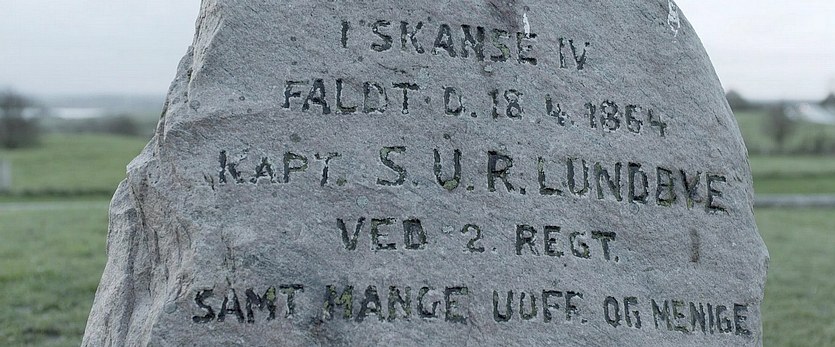 I SKANSE IV
FALDT D. 18.4.1864
KAPT. S.U.R. LUNDBYE
VED 2. REGT.
SAMT MANGE UOFF. OG MENIGE